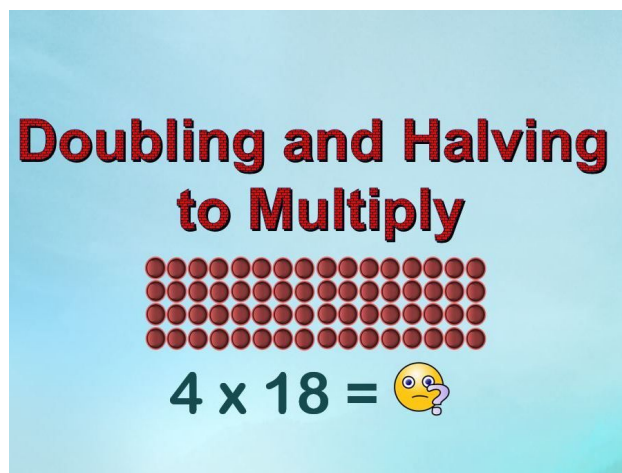 Doubling and Halving
to Multiply
4 x 18 = ?